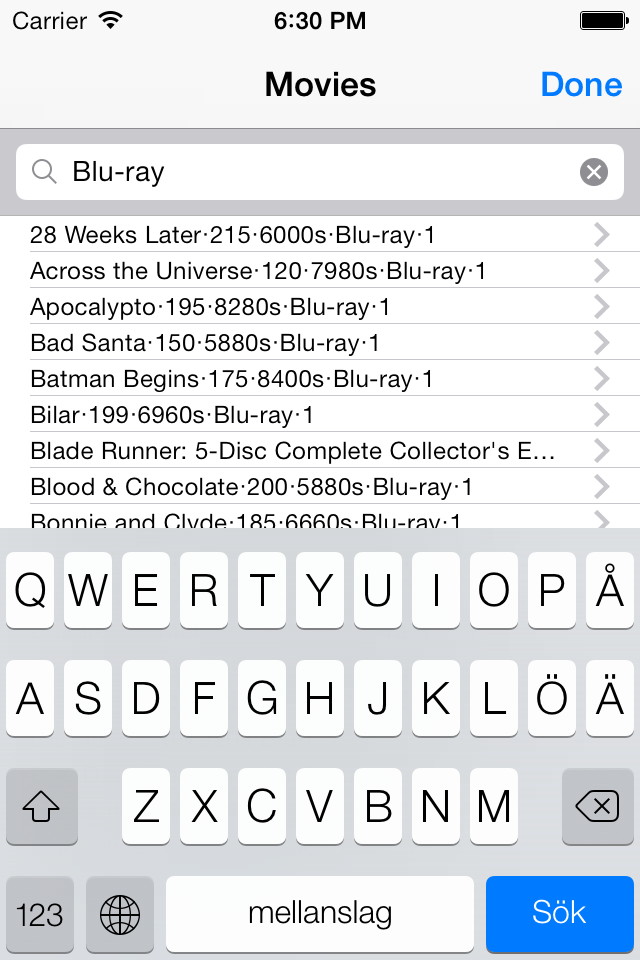 Carrier 6:30 PM
Movies Done
Blu-ray
28 Weeks Later·215·6000s·Blu-ray·1
Across the Universe·120·7980s·Blu-ray·1
Apocalypto·195·8280s·Blu-ray·1
Bad Santa·150·5880s·Blu-ray·1
Batman Begins·175·8400s·Blu-ray·1
Bilar·199·6960s·Blu-ray·1
Blade Runner: 5-Disc Complete Collector's E...
Blood & Chocolate·200·5880s·Blu-ray·1
Bonnie and Clyde·185·6660s·Blu-ray·1
Q W E R T Y U I O P Å
A S D F G H J K L Ö Ä
Z X C V B N M
123 mellanslag Sök